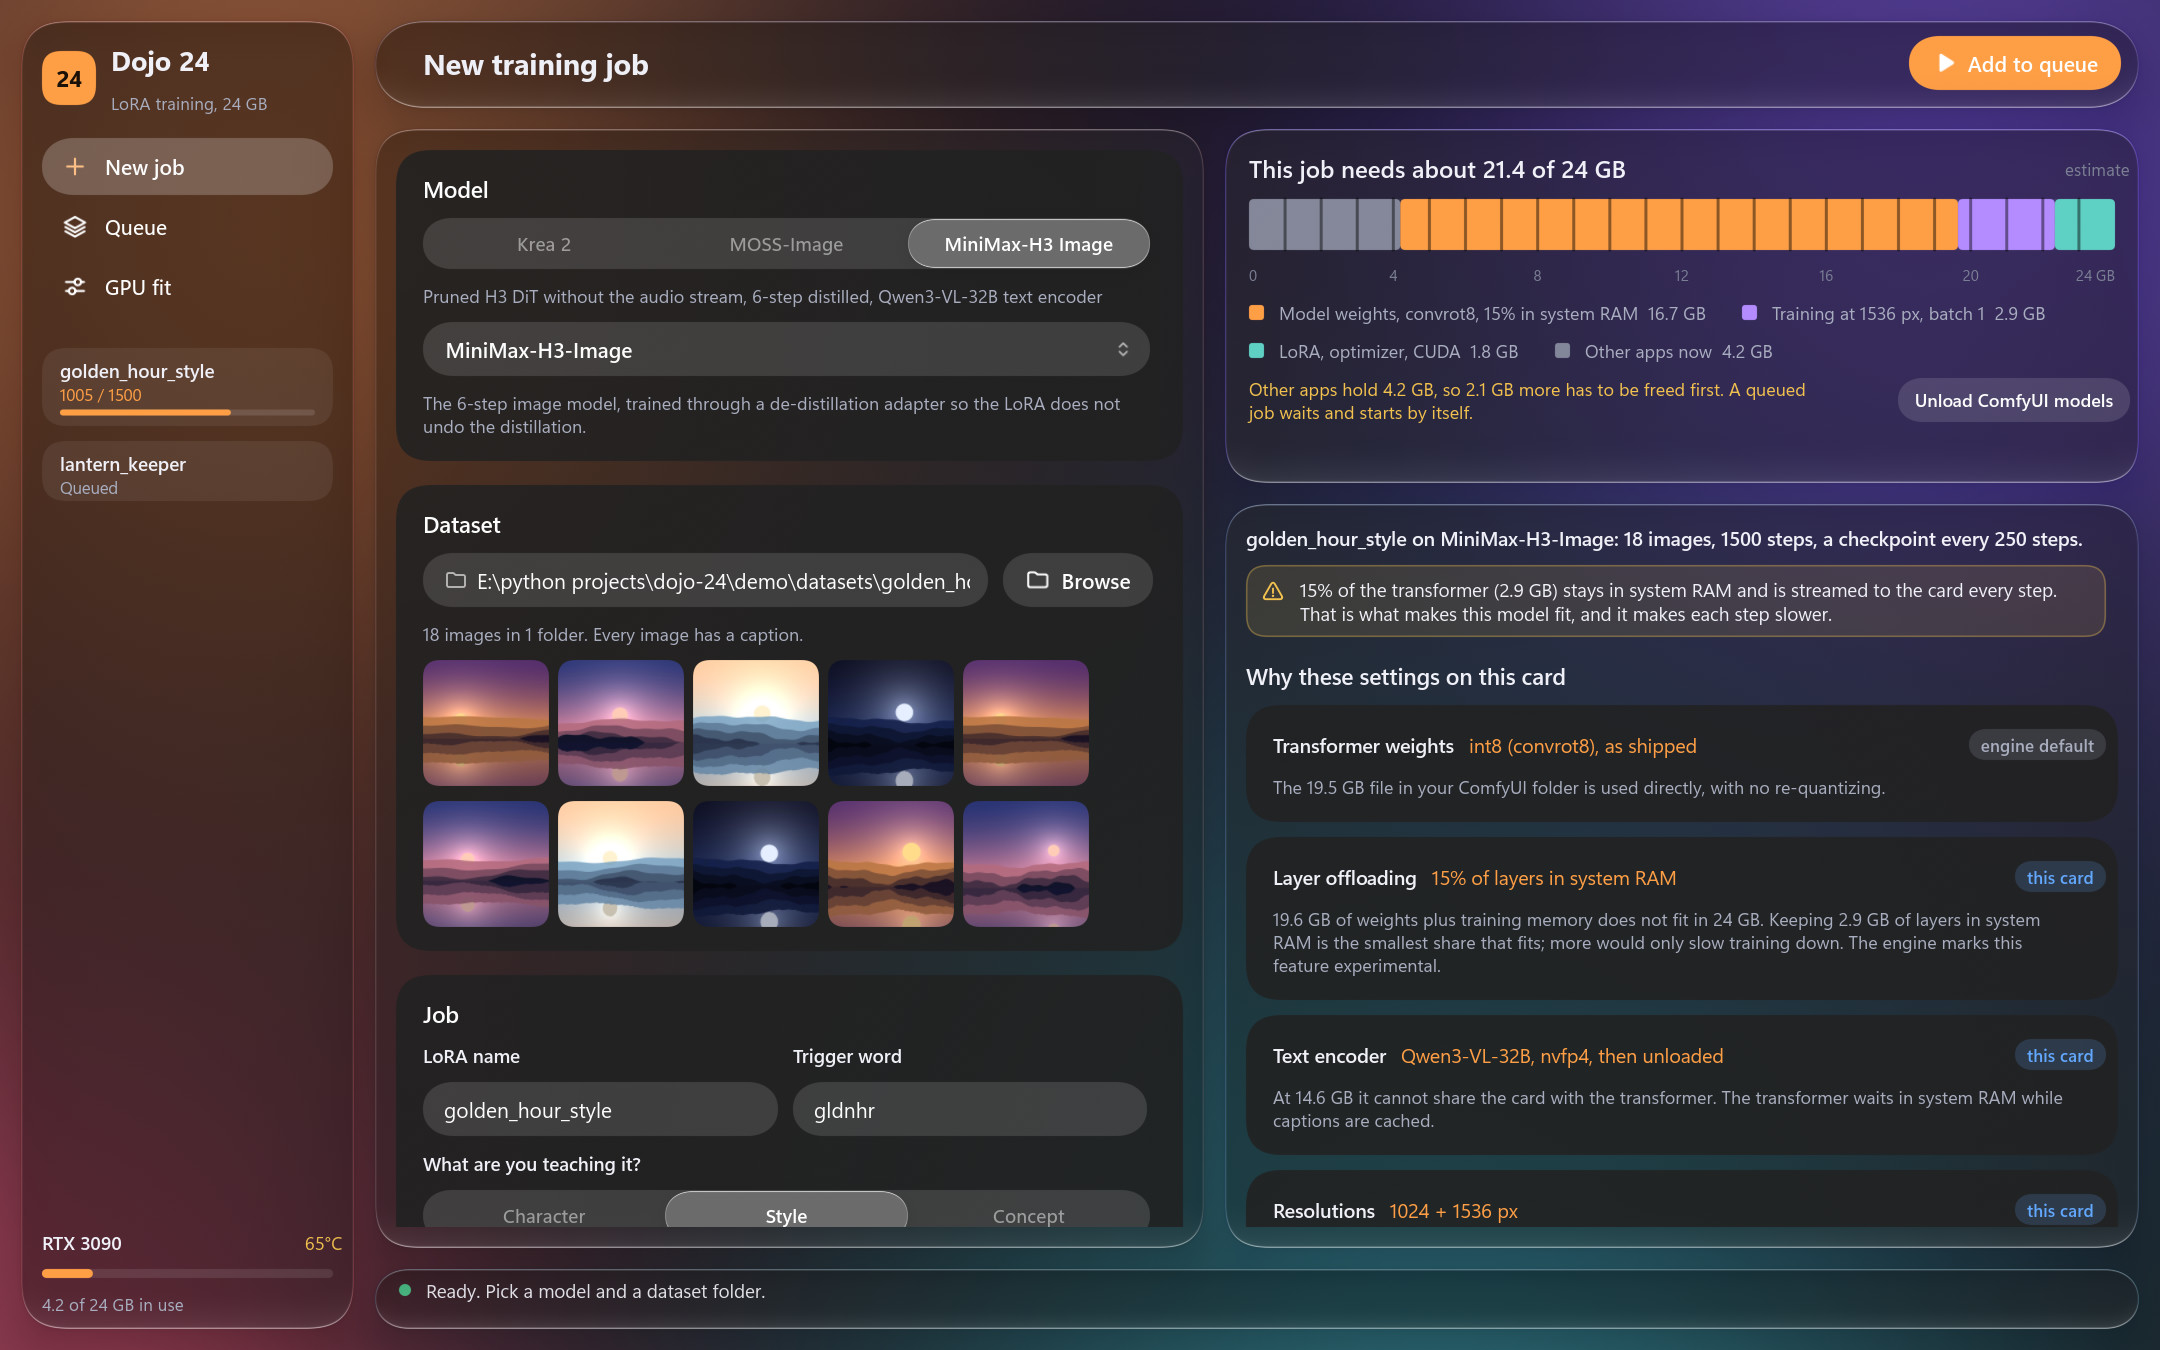 24
Dojo 24
LoRA training, 24 GB
New job
Queue
GPU fit
golden_hour_style
1005 / 1500
lantern_keeper
Queued
RTX 3090
65°C
4.2 of 24 GB in use
New training job
Add to queue
Model
Krea 2
MOSS-Image
MiniMax-H3 Image
Pruned H3 DiT without the audio stream, 6-step distilled, Qwen3-VL-32B text encoder
MiniMax-H3-Image
The 6-step image model, trained through a de-distillation adapter so the LoRA does not
undo the distillation.
Dataset
E:\python projects\dojo-24\demo\datasets\golden_ho
Browse
18 images in 1 folder. Every image has a caption.
Job
LoRA name
Trigger word
golden_hour_style
gldnhr
What are you teaching it?
Character
Style
Concept
This job needs about 21.4 of 24 GB
estimate
0
4
8
12
16
20
24 GB
Model weights, convrot8, 15% in system RAM 16.7 GB
Training at 1536 px, batch 1 2.9 GB
LoRA, optimizer, CUDA 1.8 GB
Other apps now 4.2 GB
Other apps hold 4.2 GB, so 2.1 GB more has to be freed first. A queued
job waits and starts by itself.
Unload ComfyUI models
golden_hour_style on MiniMax-H3-Image: 18 images, 1500 steps, a checkpoint every 250 steps.
15% of the transformer (2.9 GB) stays in system RAM and is streamed to the card every step.
That is what makes this model fit, and it makes each step slower.
Why these settings on this card
Transformer weights int8 (convrot8), as shipped
engine default
The 19.5 GB file in your ComfyUI folder is used directly, with no re-quantizing.
Layer offloading 15% of layers in system RAM
this card
19.6 GB of weights plus training memory does not fit in 24 GB. Keeping 2.9 GB of layers in system
RAM is the smallest share that fits; more would only slow training down. The engine marks this
feature experimental.
Text encoder Qwen3-VL-32B, nvfp4, then unloaded
this card
At 14.6 GB it cannot share the card with the transformer. The transformer waits in system RAM while
captions are cached.
Resolutions 1024 + 1536 px
this card
Ready. Pick a model and a dataset folder.